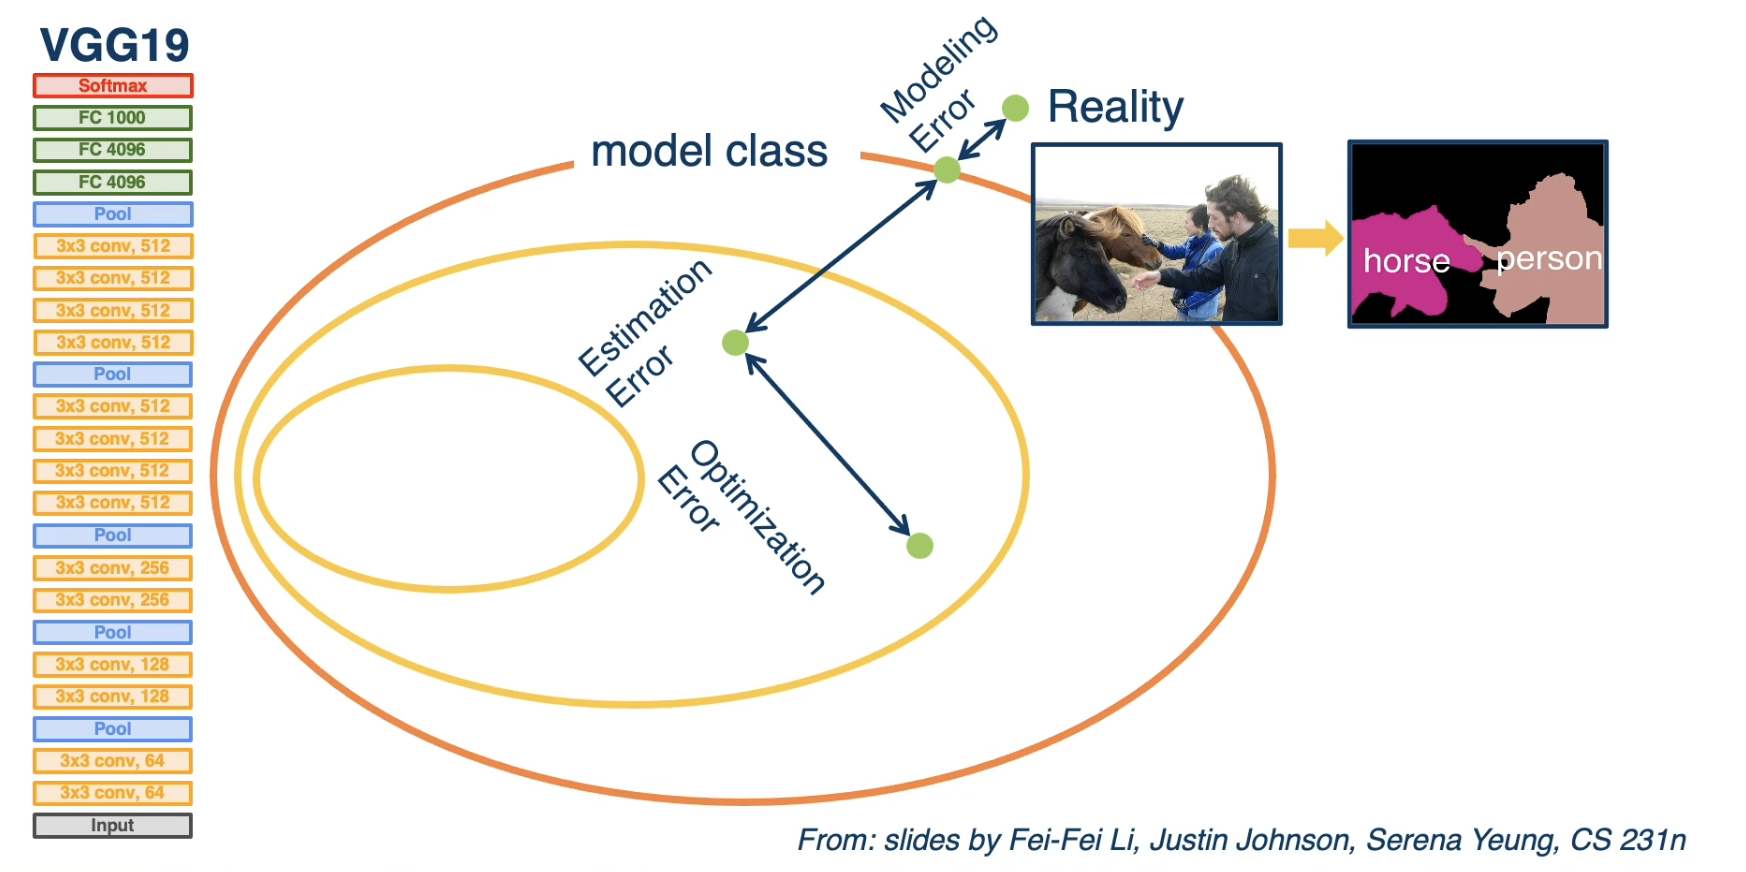 VGG19
Softmax
FC 1000
FC 4096
FC 4096
Pool
3x3 conv, 512
3x3 conv, 512
3x3 conv, 512
3x3 conv, 512
Pool
3x3 conv, 512
3x3 conv, 512
3x3 conv, 512
3x3 conv, 512
Pool
3x3 conv, 256
3x3 conv, 256
Pool
3x3 conv, 128
3x3 conv, 128
Pool
3x3 conv, 64
3x3 conv, 64
Input
model class
Modeling
Error
Reality
horse
person
Estimation
Error
Optimization
Error
From: slides by Fei-Fei Li, Justin Johnson, Serena Yeung, CS 231n